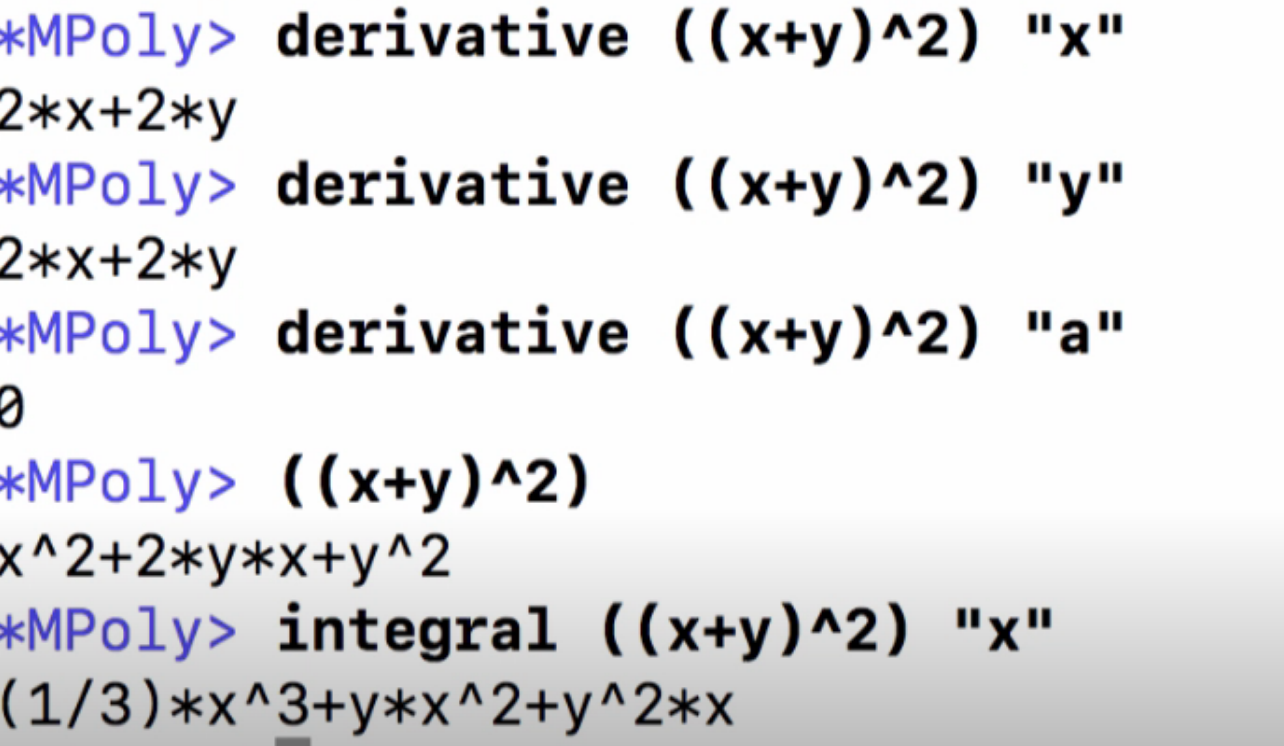 *MPoly> derivative ((x+y)^2) "x"
2*x+2*y
*MPoly> derivative ((x+y)^2) "y"
2*x+2*y
*MPoly> derivative ((x+y)^2) "a"
0
*MPoly> ((x+y)^2)
x^2+2*y*x+y^2
*MPoly> integral ((x+y)^2) "x"
(1/3)*x^3+y*x^2+y^2*x